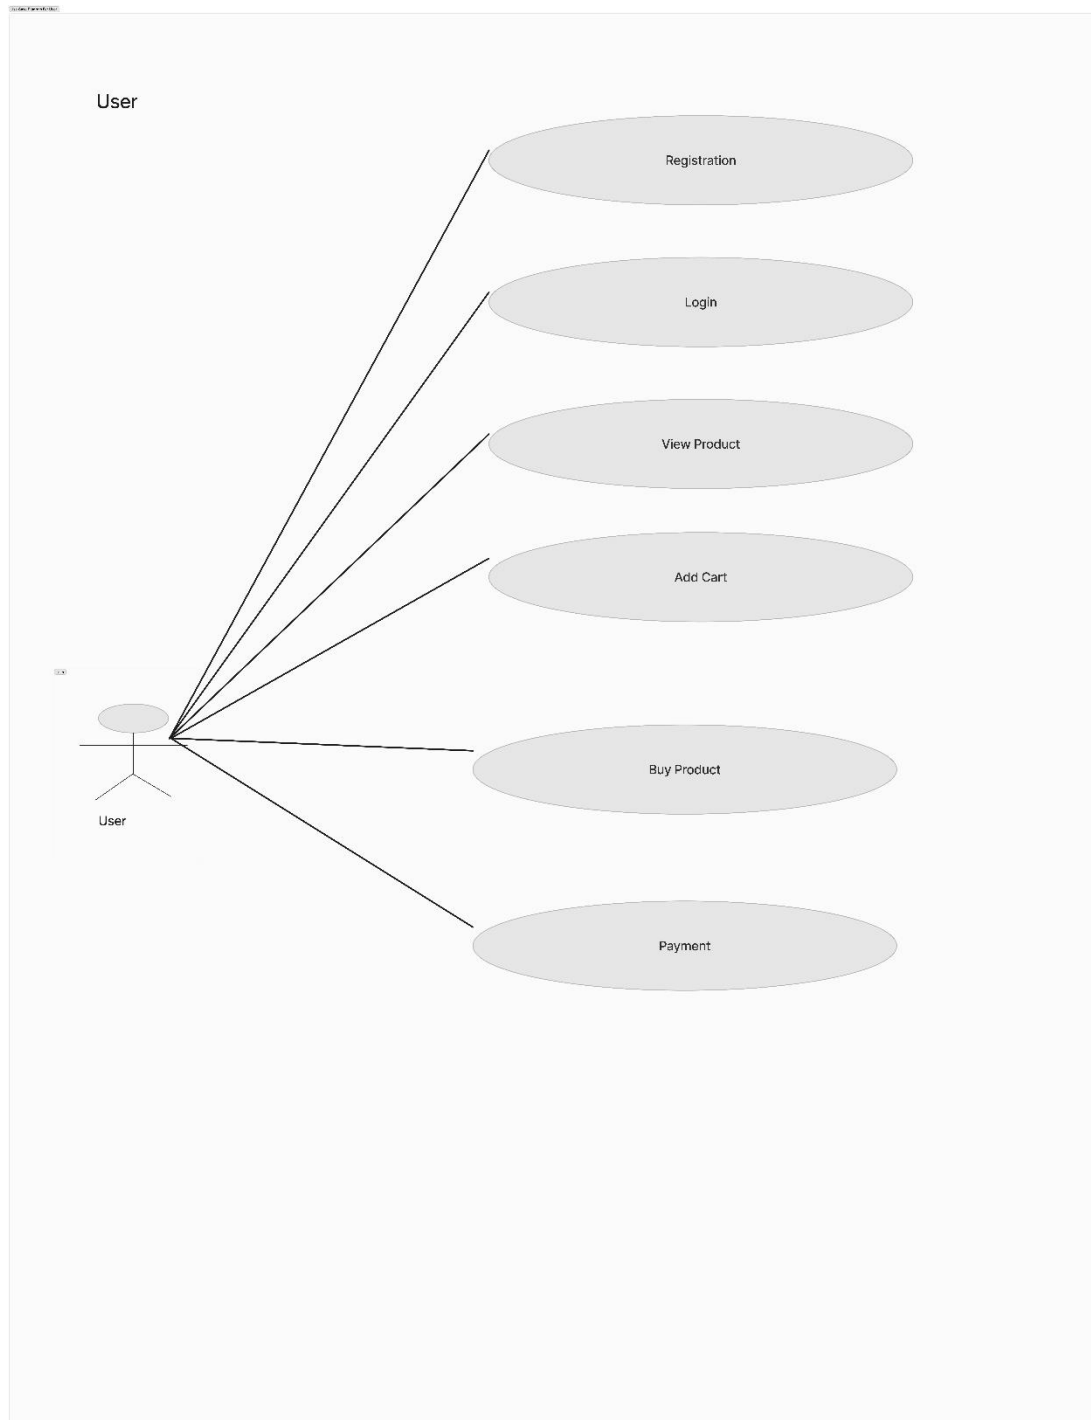 User
Registration
Login
View Product
Add Cart
Buy Product
User
Payment